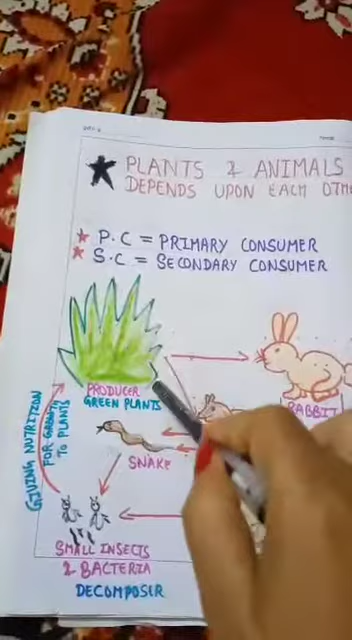 PLANTS & ANIMALS
DEPENDS UPON EACH OTH
P.C = PRIMARY CONSUMER
S.C = SECONDARY CONSUMER
PRODUCER
GREEN PLANTS
RABBIT
GIVING NUTRITION
FOR GROWTH
TO PLANTS
SNAKE
SMALL INSECTS
& BACTERIA
DECOMPOSER